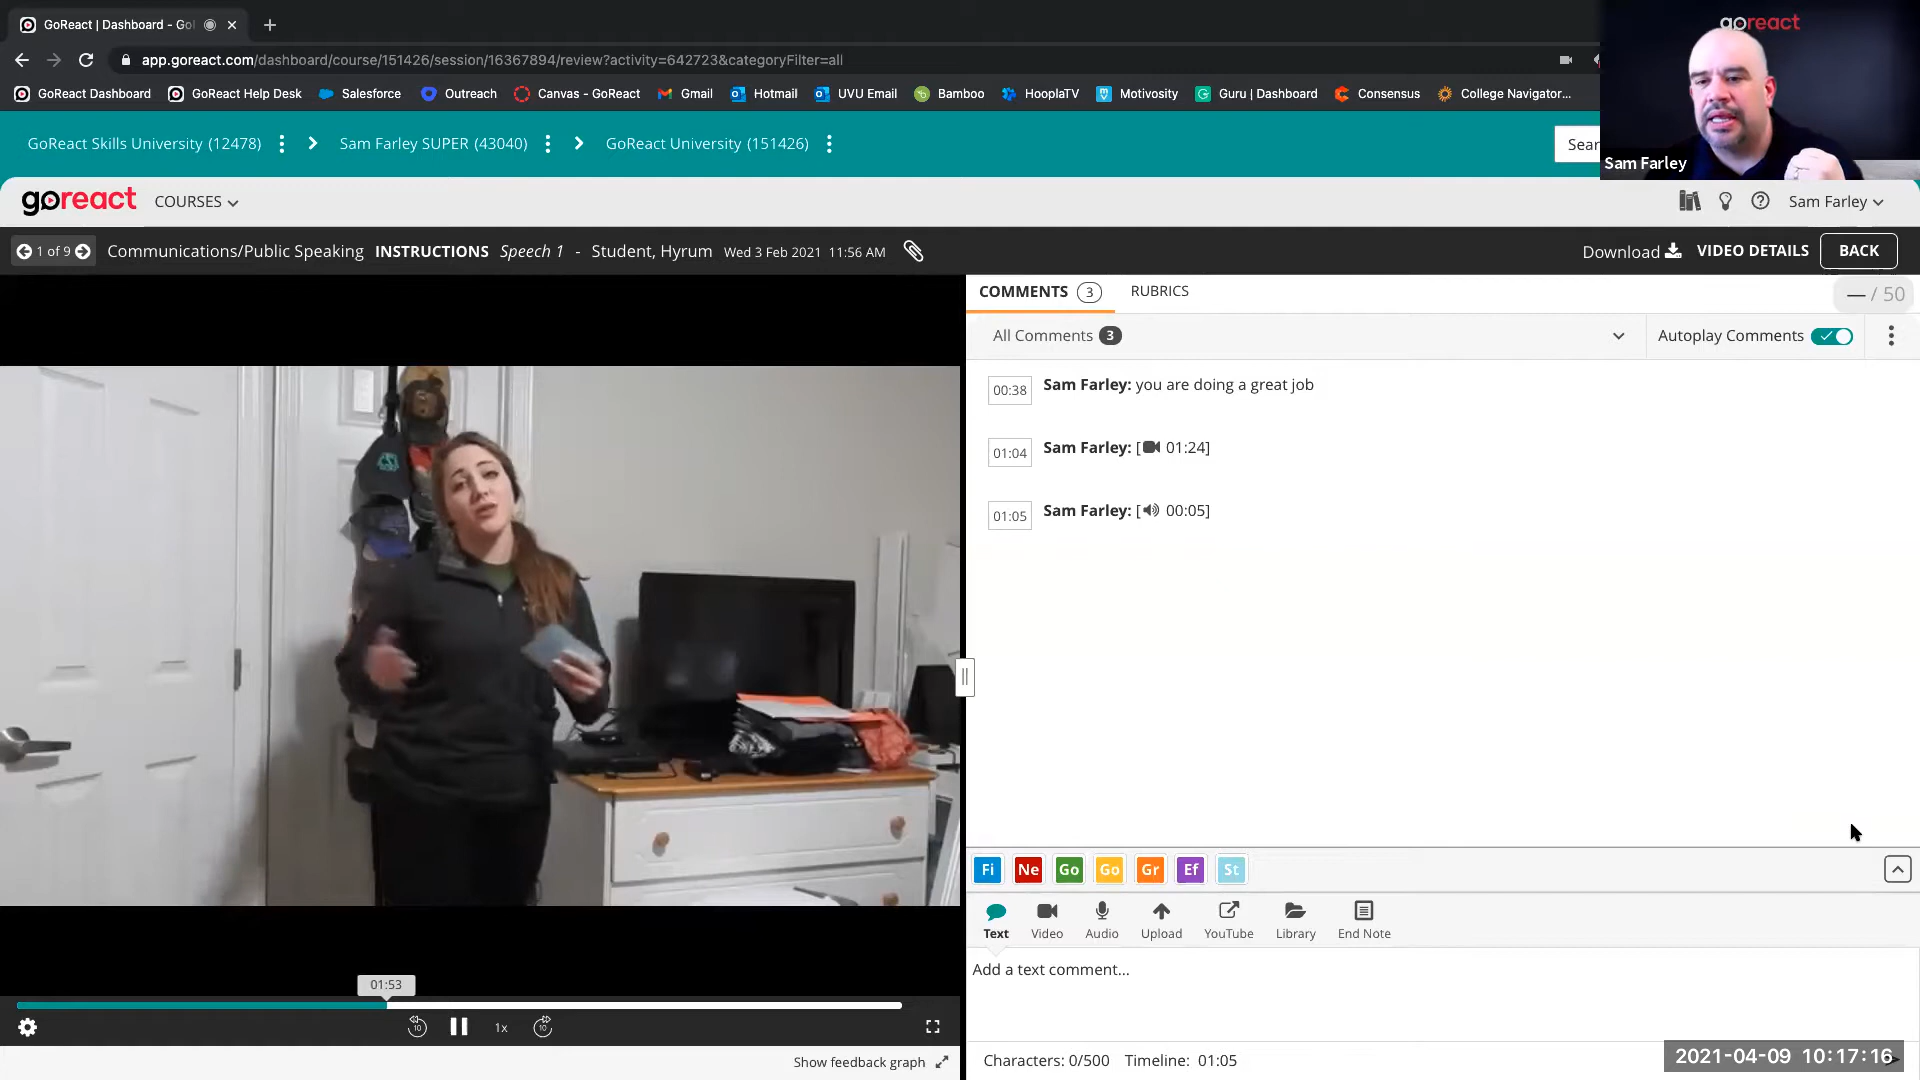 GoReact | Dashboard - Go
app.goreact.com/dashboard/course/151426/session/16367894/review?activity=642723&categoryFilter=all
GoReact Dashboard GoReact Help Desk Salesforce Outreach Canvas - GoReact Gmail Hotmail UVU Email Bamboo HooplaTV Motivosity Guru | Dashboard Consensus College Navigator...
goreact
Sam Farley
GoReact Skills University (12478) Sam Farley SUPER (43040) GoReact University (151426) Sear
goreact COURSES Sam Farley
1 of 9 Communications/Public Speaking INSTRUCTIONS Speech 1 - Student, Hyrum Wed 3 Feb 2021 11:56 AM Download VIDEO DETAILS BACK
COMMENTS 3 RUBRICS — / 50
All Comments 3 Autoplay Comments
00:38 Sam Farley: you are doing a great job
01:04 Sam Farley: [ 01:24]
01:05 Sam Farley: [ 00:05]
Fi Ne Go Go Gr Ef St
Text Video Audio Upload YouTube Library End Note
Add a text comment...
01:53
10 1x 10
Show feedback graph
Characters: 0/500 Timeline: 01:05
2021-04-09 10:17:16